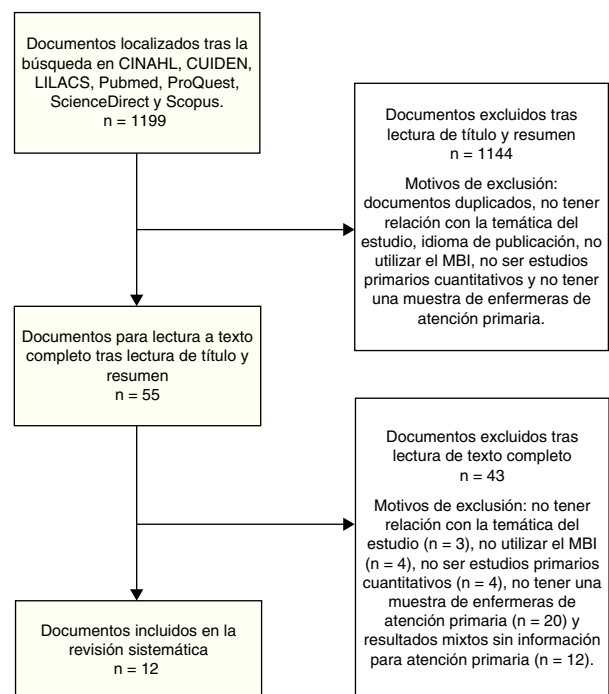 Documentos localizados tras la
búsqueda en CINAHL, CUIDEN,
LILACS, Pubmed, ProQuest,
ScienceDirect y Scopus.
n = 1199
Documentos excluidos tras
lectura de título y resumen
n = 1144
Motivos de exclusión:
documentos duplicados, no tener
relación con la temática del
estudio, idioma de publicación, no
utilizar el MBI, no ser estudios
primarios cuantitativos y no tener
una muestra de enfermeras de
atención primaria.
Documentos para lectura a texto
completo tras lectura de título y
resumen
n = 55
Documentos excluidos tras
lectura de texto completo
n = 43
Motivos de exclusión: no tener
relación con la temática del
estudio (n = 3), no utilizar el MBI
(n = 4), no ser estudios primarios
cuantitativos (n = 4), no tener una
muestra de enfermeras de
atención primaria (n = 20) y
resultados mixtos sin información
para atención primaria (n = 12).
Documentos incluidos en la
revisión sistemática
n = 12